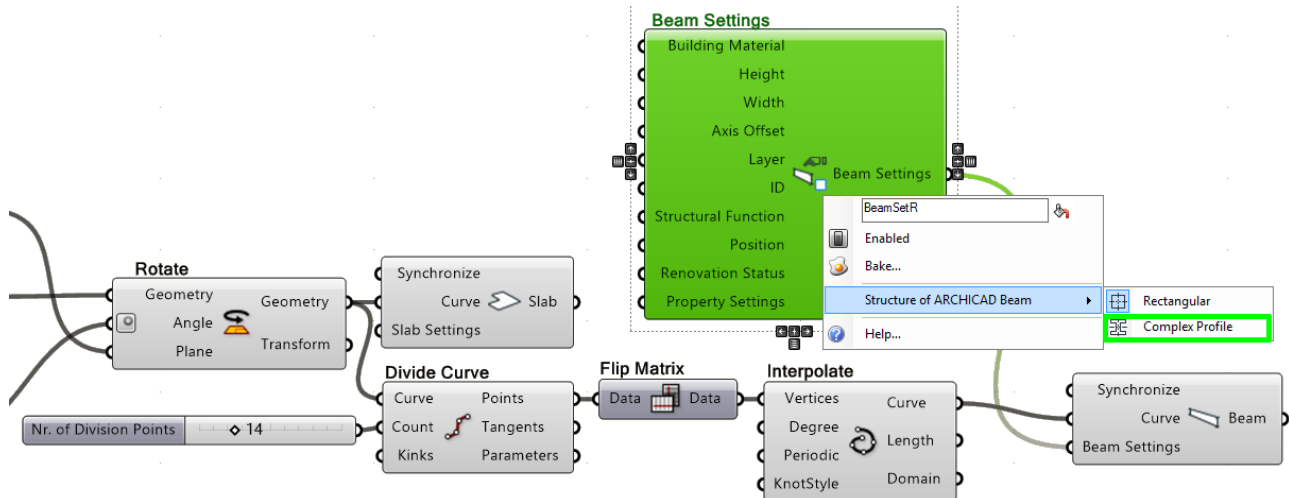 Beam Settings
Building Material
Height
Width
Axis Offset
Layer
ID
Structural Function
Position
Renovation Status
Property Settings
Beam Settings
BeamSetR
Enabled
Bake...
Structure of ARCHICAD Beam
Help...
Rectangular
Complex Profile
Rotate
Geometry
Angle
Plane
Geometry
Transform
Synchronize
Curve
Slab Settings
Slab
Nr. of Division Points
14
Divide Curve
Curve
Count
Kinks
Points
Tangents
Parameters
Flip Matrix
Data
Data
Interpolate
Vertices
Degree
Periodic
KnotStyle
Curve
Length
Domain
Synchronize
Curve
Beam Settings
Beam